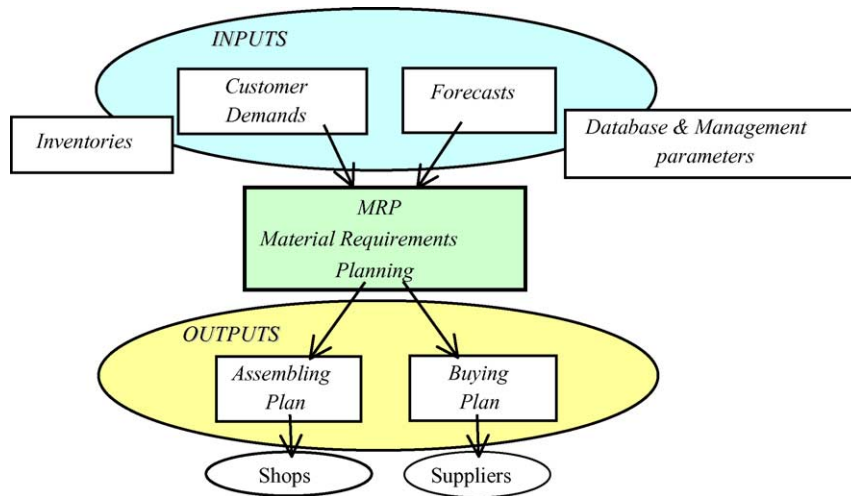 INPUTS
Customer
Demands
Forecasts
Inventories
Database & Management
parameters
MRP
Material Requirements
Planning
OUTPUTS
Assembling
Plan
Buying
Plan
Shops
Suppliers